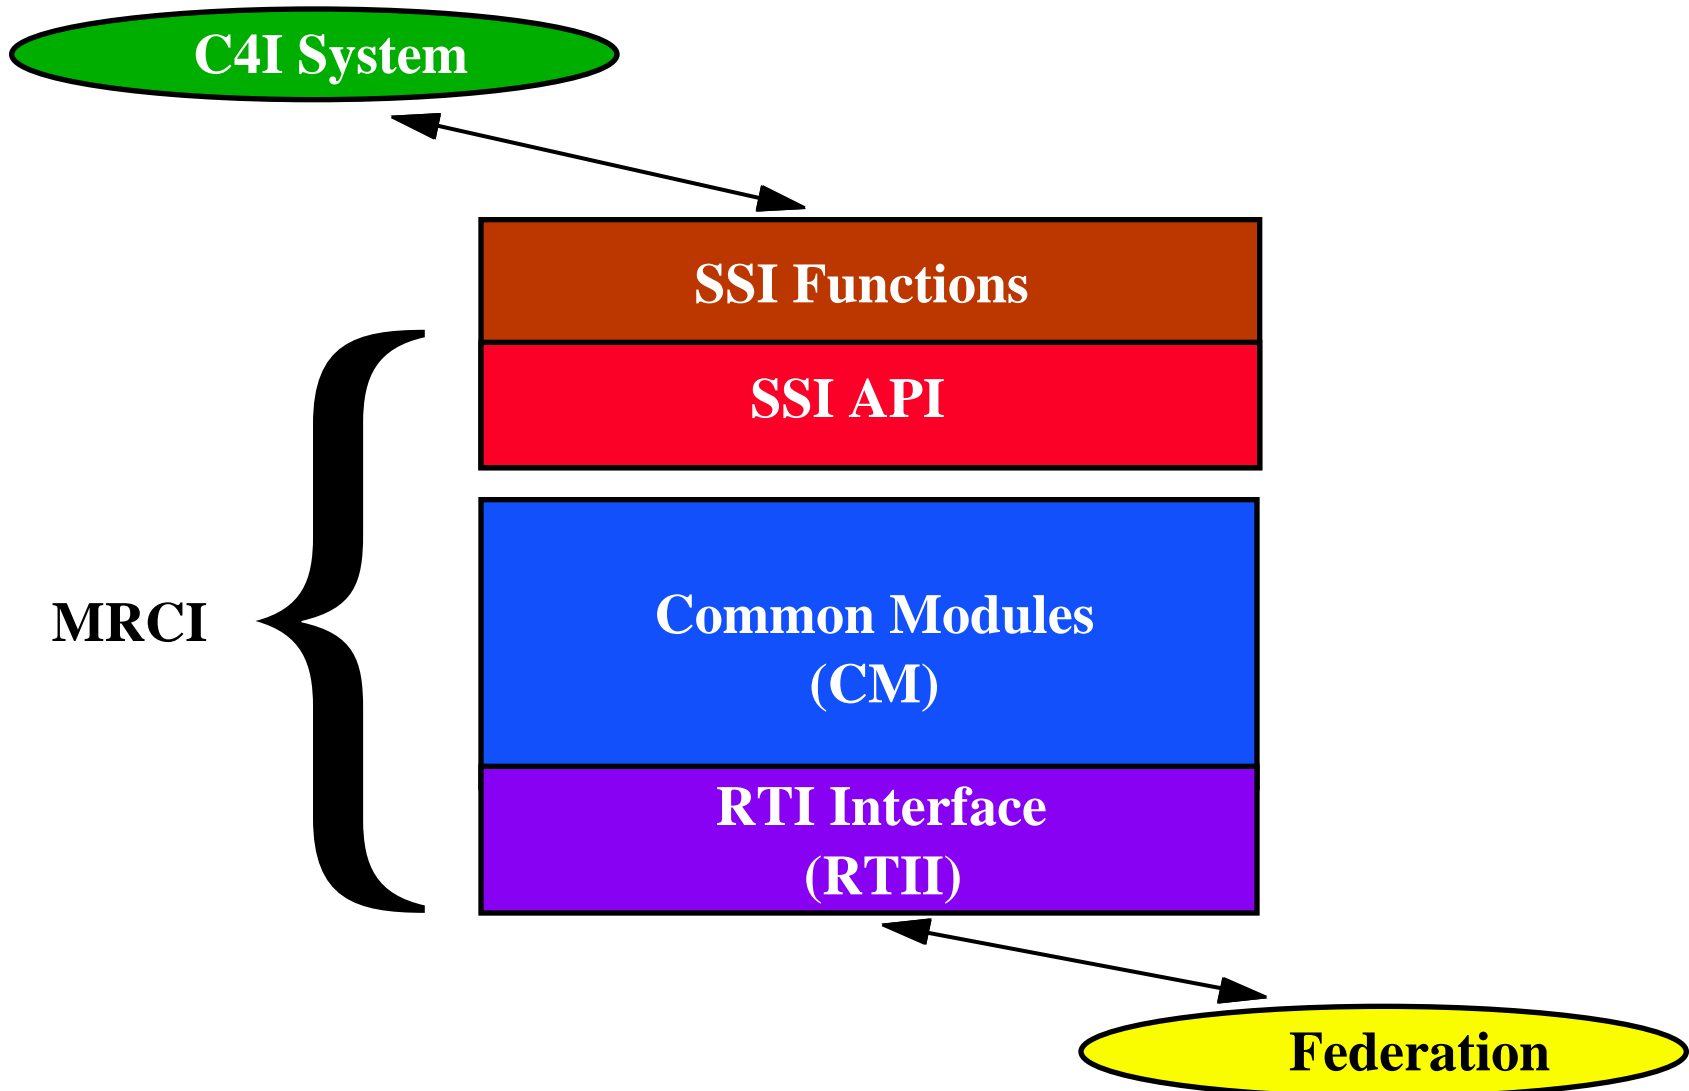 C4I System
SSI Functions
SSI API
MRCI
Common Modules
(CM)
RTI Interface
(RTII)
Federation